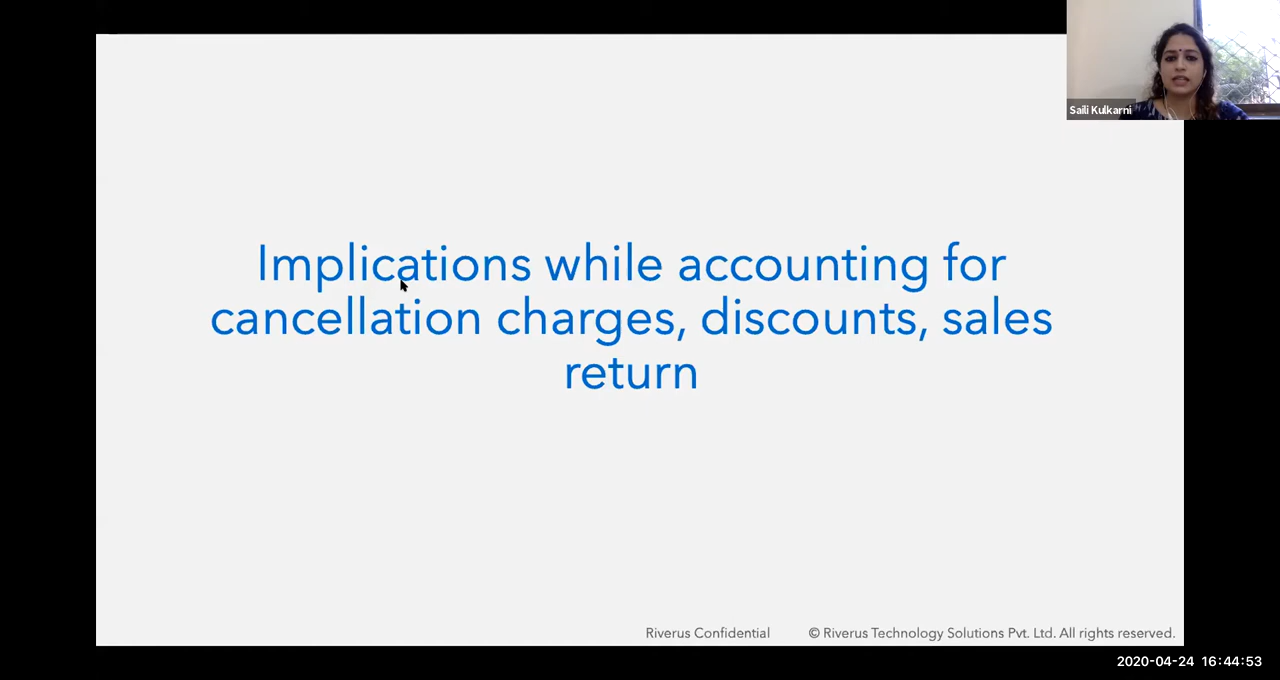 Saili Kulkarni
Implications while accounting for
cancellation charges, discounts, sales
return
Riverus Confidential © Riverus Technology Solutions Pvt. Ltd. All rights reserved.
2020-04-24 16:44:53